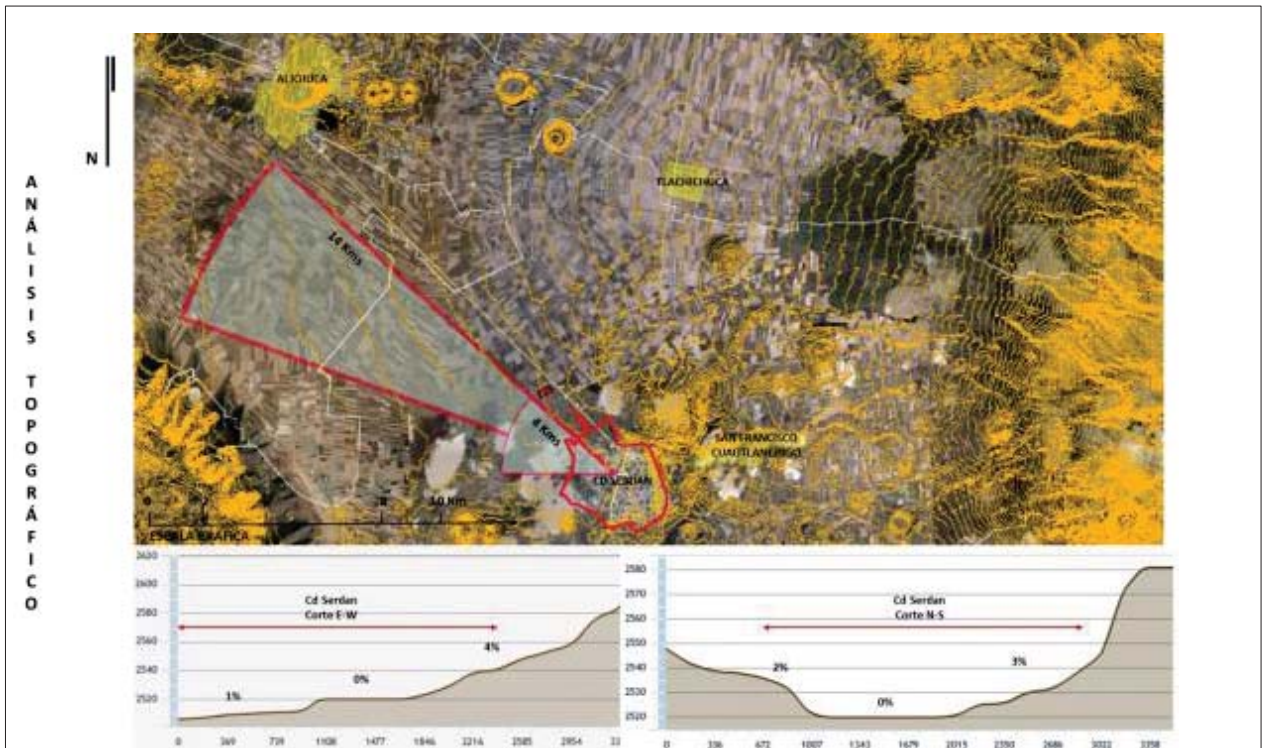 ANÁLISIS TOPOGRÁFICO
N
ALJOJUCA
TLACHICHUCA
14 Kms
4 Kms
SAN FRANCISCO
CUAUTLANCINGO
CD SERDAN
0
10 Km
ESCALA GRÁFICA
2620
2600
2580
2560
2540
2520
Cd Serdan
Corte E-W
1%
0%
4%
0 369 739 1108 1477 1846 2216 2585 2954
2580
2570
2560
2550
2540
2530
2520
Cd Serdan
Corte N-S
2%
0%
3%
0 336 672 1007 1343 1679 2015 2350 2686 3022 3358